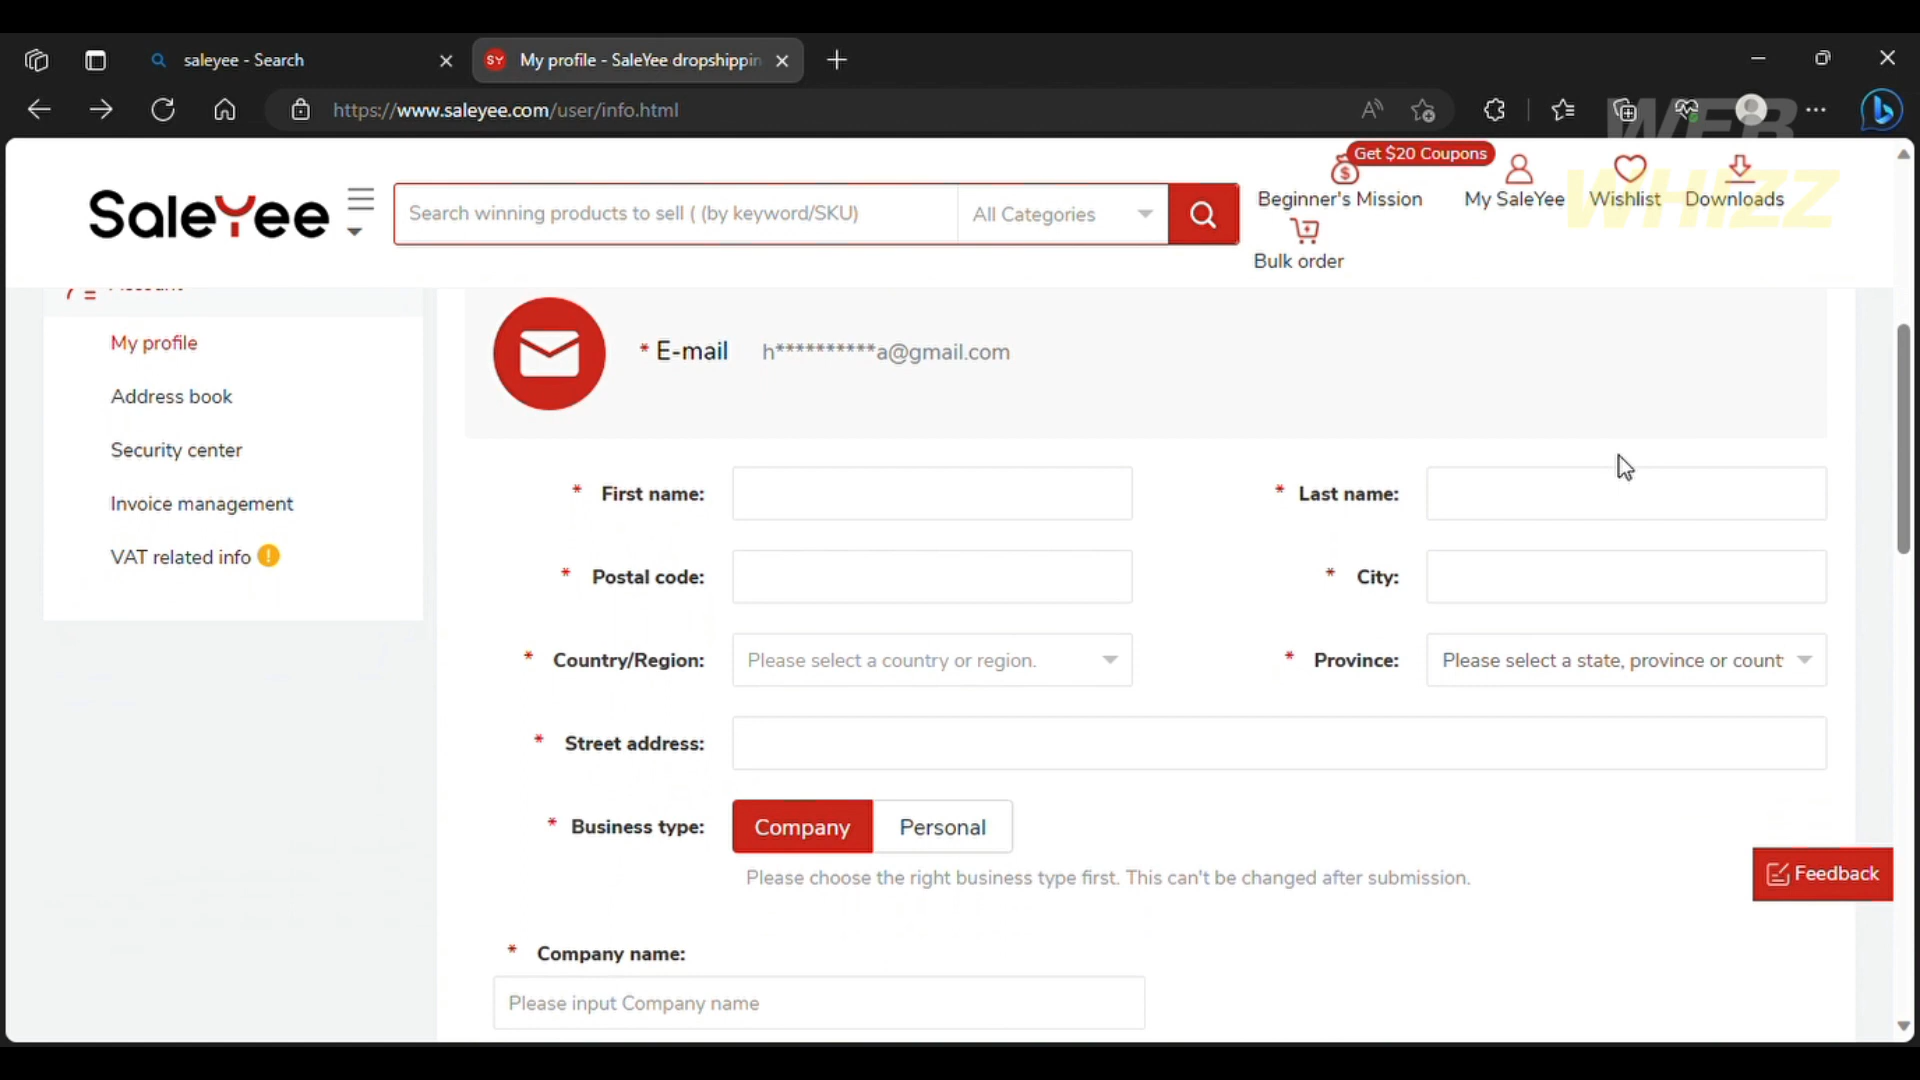 saleyee - Search
My profile - SaleYee dropshippin
https://www.saleyee.com/user/info.html
WEB
WHIZZ
Get $20 Coupons
SaleYee
Search winning products to sell ( (by keyword/SKU)
All Categories
Beginner's Mission
My SaleYee
Wishlist
Downloads
Bulk order
Account
My profile
Address book
Security center
Invoice management
VAT related info !
* E-mail h**********a@gmail.com
* First name:
* Last name:
* Postal code:
* City:
* Country/Region: Please select a country or region.
* Province: Please select a state, province or count
* Street address:
* Business type: Company Personal
Please choose the right business type first. This can't be changed after submission.
Feedback
* Company name:
Please input Company name